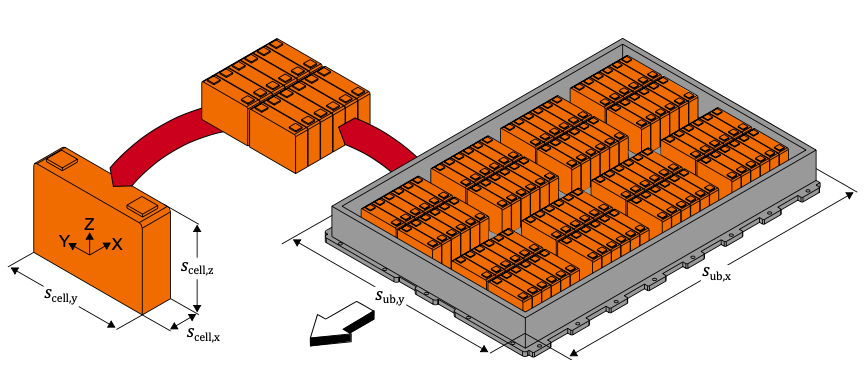 Z
Y
X
s_cell,z
s_cell,y
s_cell,x
s_ub,y
s_ub,x